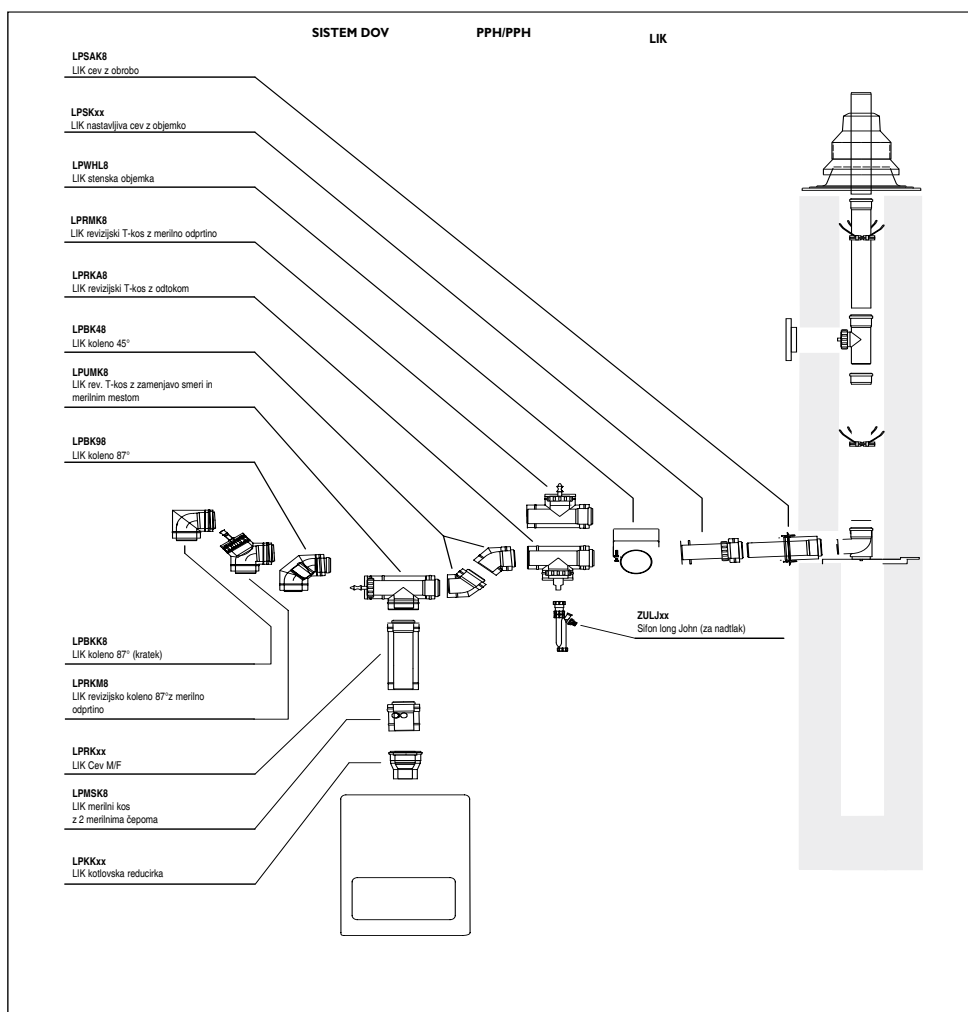 SISTEM DOV PPH/PPH LIK
LPSAK8
LIK cev z obrobo
LPSKxx
LIK nastavljiva cev z objemko
LPWHL8
LIK stenska objemka
LPRMK8
LIK revizijski T-kos z merilno odprtino
LPRKA8
LIK revizijski T-kos z odtokom
LPBK48
LIK koleno 45°
LPUMK8
LIK rev. T-kos z zamenjavo smeri in
merilnim mestom
LPBK98
LIK koleno 87°
ZULJxx
Sifon long John (za nadtlak)
LPBKK8
LIK koleno 87° (kratek)
LPRKM8
LIK revizijsko koleno 87°z merilno
odprtino
LPRKxx
LIK Cev M/F
LPMSK8
LIK merilni kos
z 2 merilnima čepoma
LPKKxx
LIK kotlovska reducirka